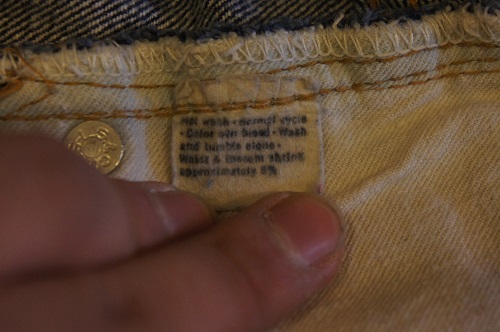 Hot wash • normal cycle
• Color can bleed • Wash
and tumble alone •
Waist & inseam shrink
approximately 8%